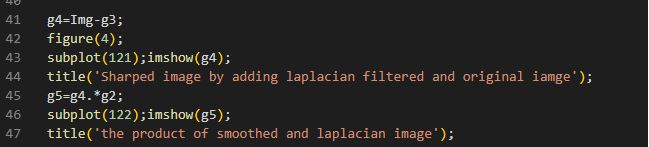 41 g4=Img-g3;
42 figure(4);
43 subplot(121);imshow(g4);
44 title('Sharped image by adding laplacian filtered and original iamge');
45 g5=g4.*g2;
46 subplot(122);imshow(g5);
47 title('the product of smoothed and laplacian image');